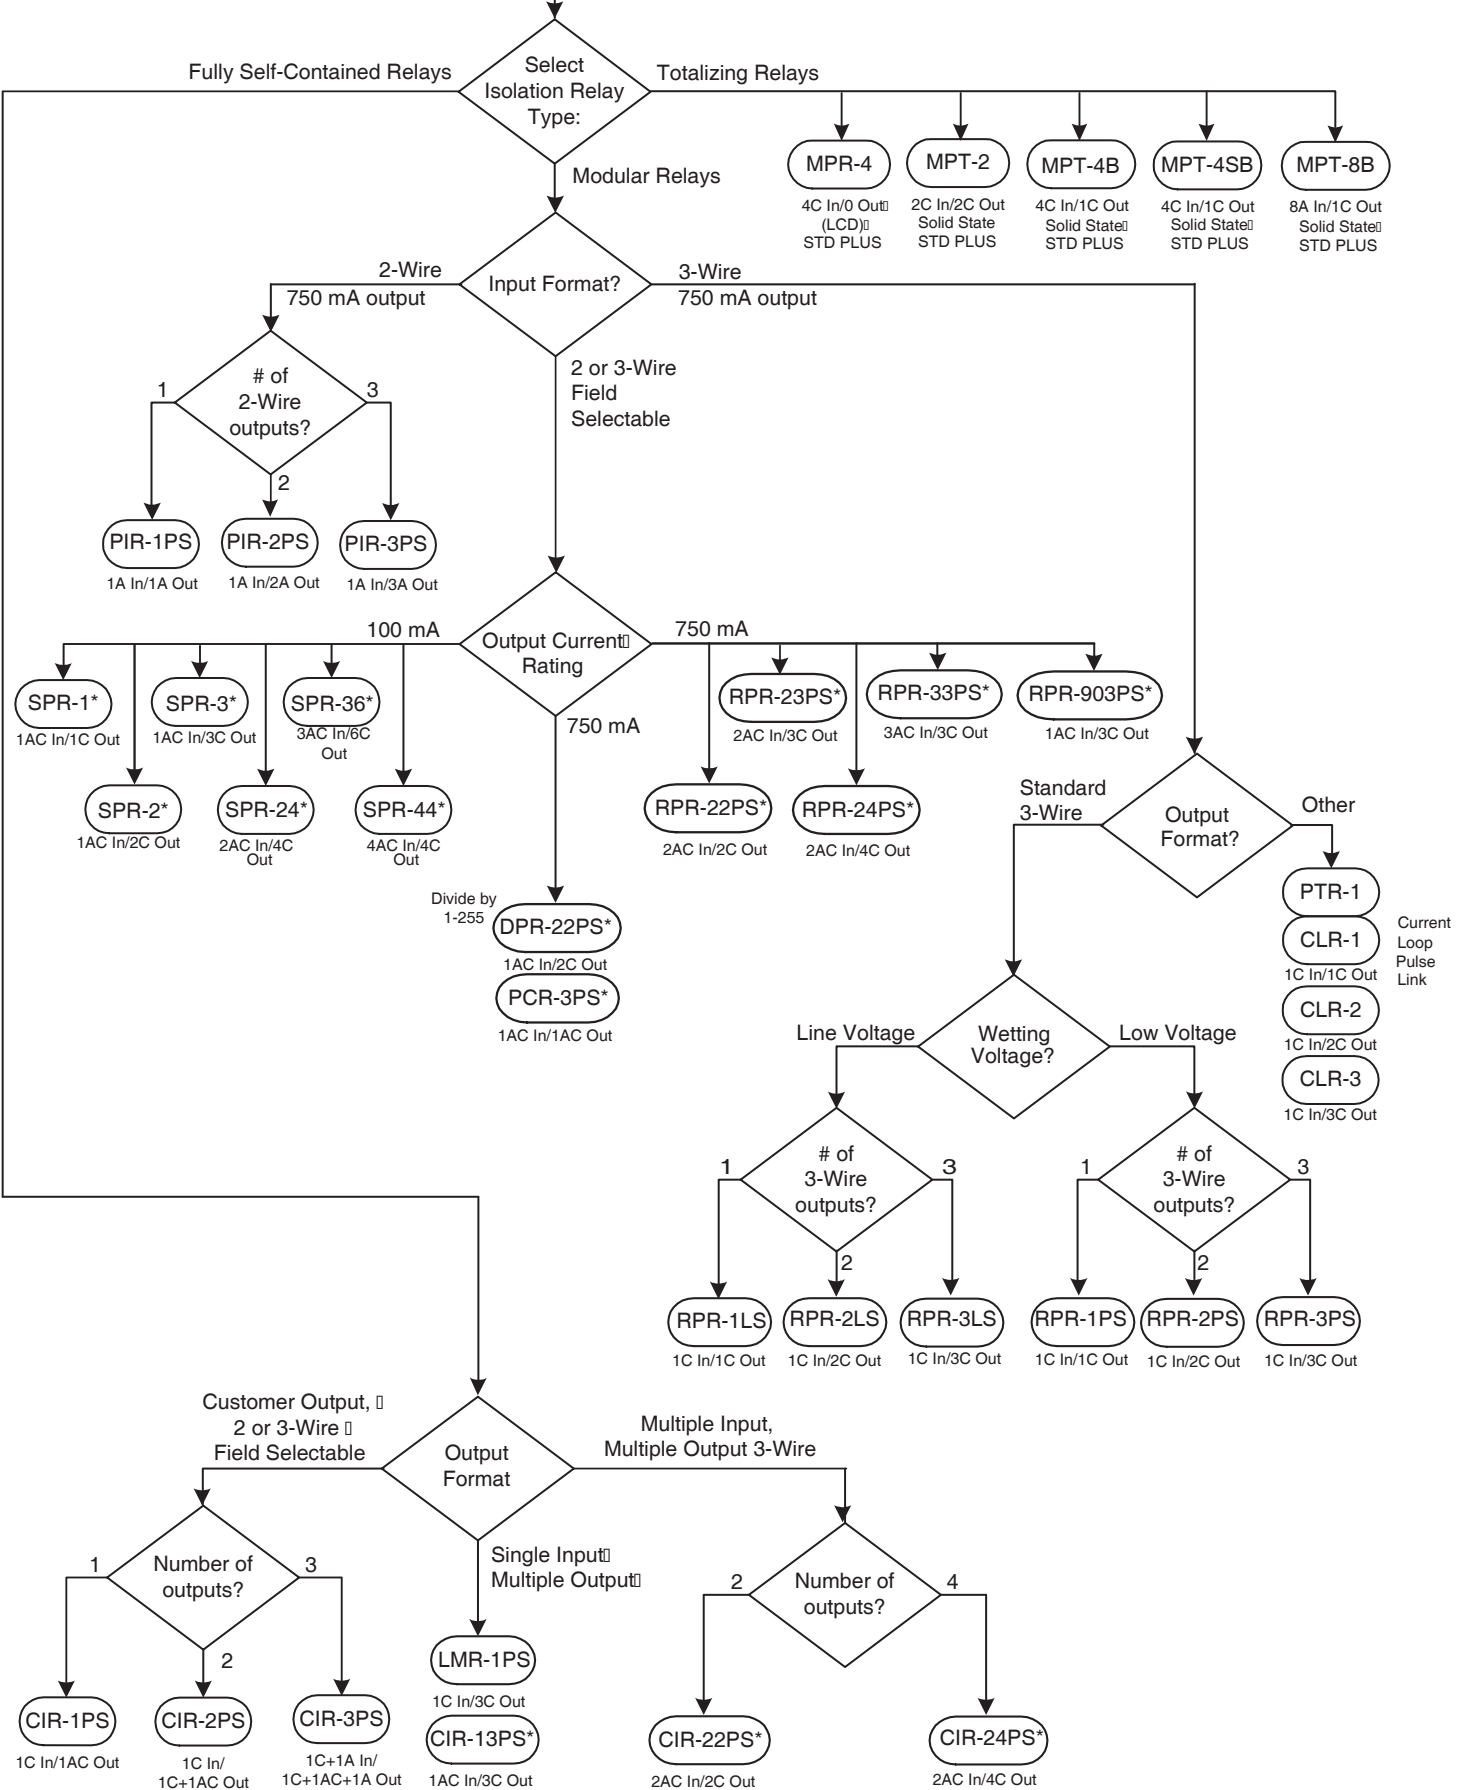 Fully Self-Contained Relays
Select
Isolation Relay
Type:
Totalizing Relays
MPR-4
MPT-2
MPT-4B
MPT-4SB
MPT-8B
4C In/0 Out
(LCD)
STD PLUS
2C In/2C Out
Solid State
STD PLUS
4C In/1C Out
Solid State
STD PLUS
4C In/1C Out
Solid State
STD PLUS
8A In/1C Out
Solid State
STD PLUS
Modular Relays
2-Wire
750 mA output
Input Format?
3-Wire
750 mA output
2 or 3-Wire
Field
Selectable
1
# of
2-Wire
outputs?
3
2
PIR-1PS
1A In/1A Out
PIR-2PS
1A In/2A Out
PIR-3PS
1A In/3A Out
100 mA
Output Current
Rating
750 mA
750 mA
SPR-1*
1AC In/1C Out
SPR-3*
1AC In/3C Out
SPR-36*
3AC In/6C
Out
SPR-2*
1AC In/2C Out
SPR-24*
2AC In/4C
Out
SPR-44*
4AC In/4C
Out
RPR-23PS*
2AC In/3C Out
RPR-33PS*
3AC In/3C Out
RPR-903PS*
1AC In/3C Out
RPR-22PS*
2AC In/2C Out
RPR-24PS*
2AC In/4C Out
Divide by
1-255
DPR-22PS*
1AC In/2C Out
PCR-3PS*
1AC In/1AC Out
Standard
3-Wire
Output
Format?
Other
PTR-1
CLR-1
1C In/1C Out
Current
Loop
Pulse
Link
CLR-2
1C In/2C Out
CLR-3
1C In/3C Out
Line Voltage
Wetting
Voltage?
Low Voltage
1
# of
3-Wire
outputs?
3
2
1
# of
3-Wire
outputs?
3
2
RPR-1LS
1C In/1C Out
RPR-2LS
1C In/2C Out
RPR-3LS
1C In/3C Out
RPR-1PS
1C In/1C Out
RPR-2PS
1C In/2C Out
RPR-3PS
1C In/3C Out
Customer Output,
2 or 3-Wire
Field Selectable
Output
Format
Multiple Input,
Multiple Output 3-Wire
Single Input
Multiple Output
1
Number of
outputs?
3
2
2
Number of
outputs?
4
CIR-1PS
1C In/1AC Out
CIR-2PS
1C In/
1C+1AC Out
CIR-3PS
1C+1A In/
1C+1AC+1A Out
LMR-1PS
1C In/3C Out
CIR-13PS*
1AC In/3C Out
CIR-22PS*
2AC In/2C Out
CIR-24PS*
2AC In/4C Out